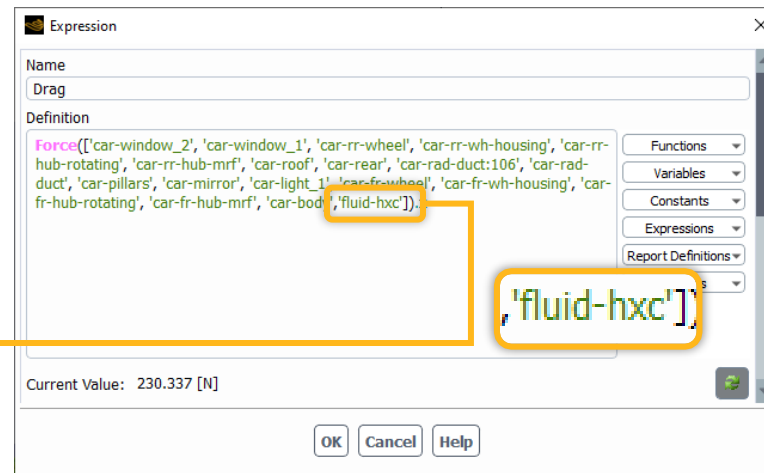 Expression
Name
Drag
Definition
Force(['car-window_2', 'car-window_1', 'car-rr-wheel', 'car-rr-wh-housing', 'car-rr-
hub-rotating', 'car-rr-hub-mrf', 'car-roof', 'car-rear', 'car-rad-duct:106', 'car-rad-
duct', 'car-pillars', 'car-mirror', 'car-light_1', 'car-fr-wheel', 'car-fr-wh-housing', 'car-
fr-hub-rotating', 'car-fr-hub-mrf', 'car-body','fluid-hxc']).
Functions
Variables
Constants
Expressions
Report Definitions
,'fluid-hxc'])
Current Value: 230.337 [N]
OK Cancel Help